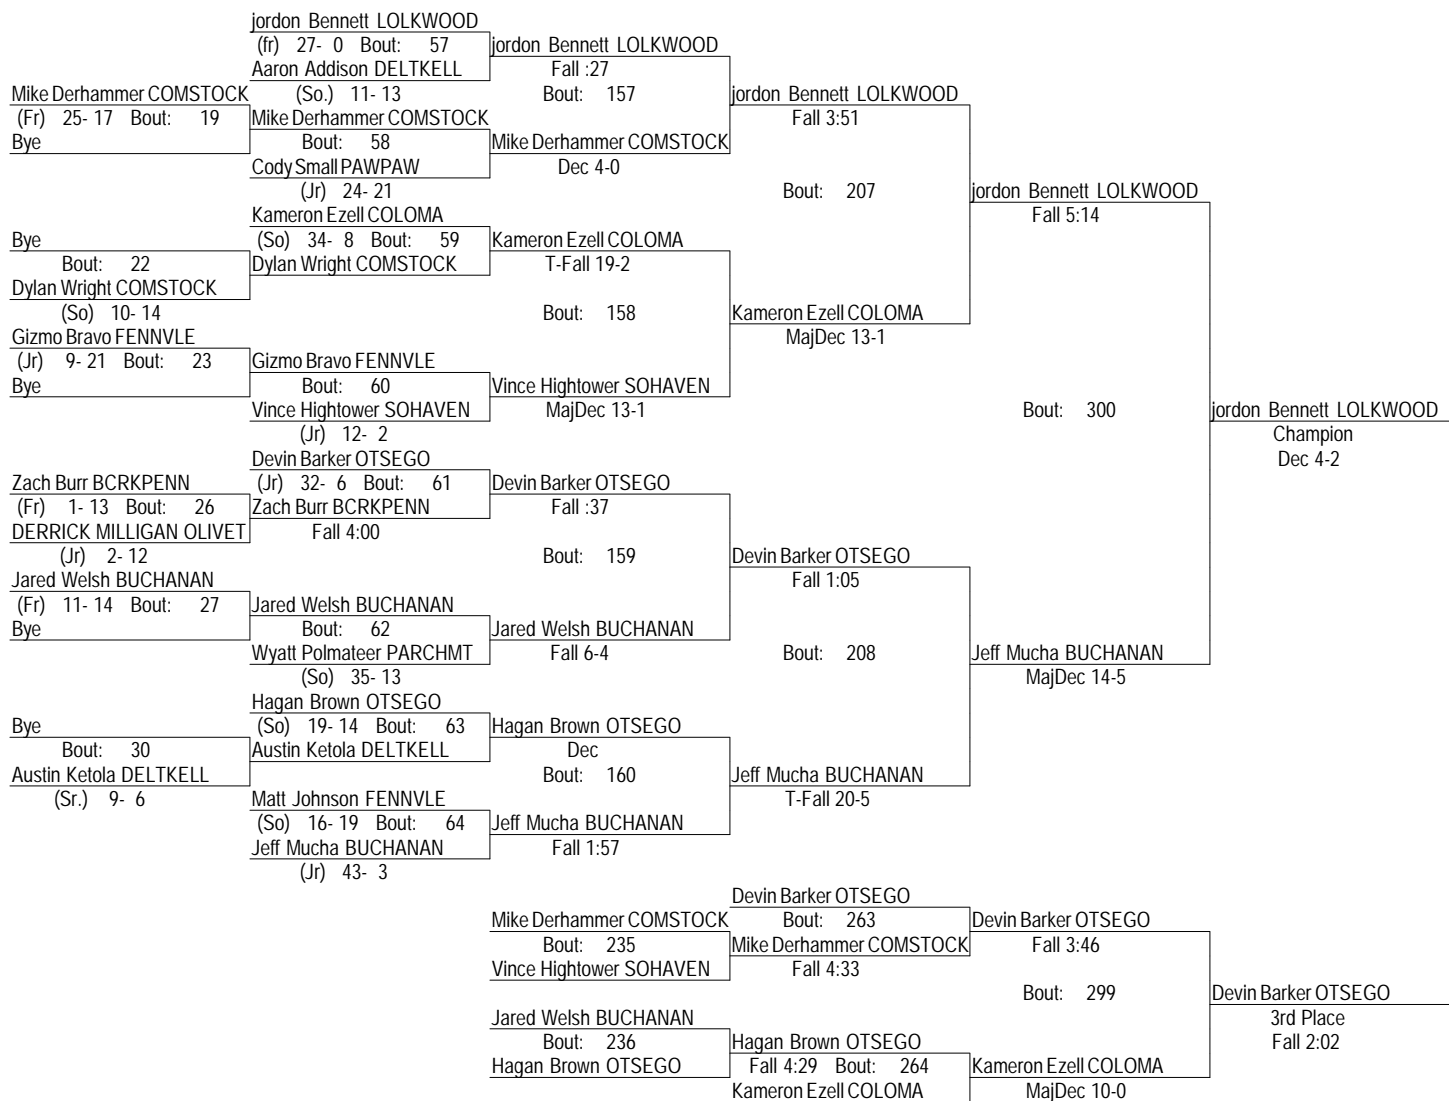 jordon Bennett LOLKWOOD
(fr) 27- 0 Bout: 57
jordon Bennett LOLKWOOD
Aaron Addison DELTKELL
Fall :27
Mike Derhammer COMSTOCK
(So.) 11- 13
Bout: 157
jordon Bennett LOLKWOOD
(Fr) 25- 17 Bout: 19
Mike Derhammer COMSTOCK
Fall 3:51
Bye
Bout: 58
Mike Derhammer COMSTOCK
Cody Small PAWPAW
Dec 4-0
(Jr) 24- 21
Bout: 207
jordon Bennett LOLKWOOD
Kameron Ezell COLOMA
Fall 5:14
Bye
(So) 34- 8 Bout: 59
Kameron Ezell COLOMA
Bout: 22
Dylan Wright COMSTOCK
T-Fall 19-2
Dylan Wright COMSTOCK
(So) 10- 14
Bout: 158
Kameron Ezell COLOMA
Gizmo Bravo FENNVLE
MajDec 13-1
(Jr) 9- 21 Bout: 23
Gizmo Bravo FENNVLE
Bye
Bout: 60
Vince Hightower SOHAVEN
Vince Hightower SOHAVEN
MajDec 13-1
Bout: 300
jordon Bennett LOLKWOOD
(Jr) 12- 2
Champion
Devin Barker OTSEGO
Dec 4-2
Zach Burr BCRKPENN
(Jr) 32- 6 Bout: 61
Devin Barker OTSEGO
(Fr) 1- 13 Bout: 26
Zach Burr BCRKPENN
Fall :37
DERRICK MILLIGAN OLIVET
Fall 4:00
(Jr) 2- 12
Bout: 159
Devin Barker OTSEGO
Jared Welsh BUCHANAN
Fall 1:05
(Fr) 11- 14 Bout: 27
Jared Welsh BUCHANAN
Bye
Bout: 62
Jared Welsh BUCHANAN
Wyatt Polmateer PARCHMT
Fall 6-4
Bout: 208
Jeff Mucha BUCHANAN
(So) 35- 13
MajDec 14-5
Hagan Brown OTSEGO
Bye
(So) 19- 14 Bout: 63
Hagan Brown OTSEGO
Bout: 30
Austin Ketola DELTKELL
Dec
Austin Ketola DELTKELL
Bout: 160
Jeff Mucha BUCHANAN
(Sr.) 9- 6
Matt Johnson FENNVLE
T-Fall 20-5
(So) 16- 19 Bout: 64
Jeff Mucha BUCHANAN
Jeff Mucha BUCHANAN
Fall 1:57
(Jr) 43- 3
Devin Barker OTSEGO
Mike Derhammer COMSTOCK
Bout: 263
Devin Barker OTSEGO
Bout: 235
Mike Derhammer COMSTOCK
Fall 3:46
Vince Hightower SOHAVEN
Fall 4:33
Bout: 299
Devin Barker OTSEGO
Jared Welsh BUCHANAN
3rd Place
Bout: 236
Hagan Brown OTSEGO
Fall 2:02
Hagan Brown OTSEGO
Fall 4:29 Bout: 264
Kameron Ezell COLOMA
Kameron Ezell COLOMA
MajDec 10-0